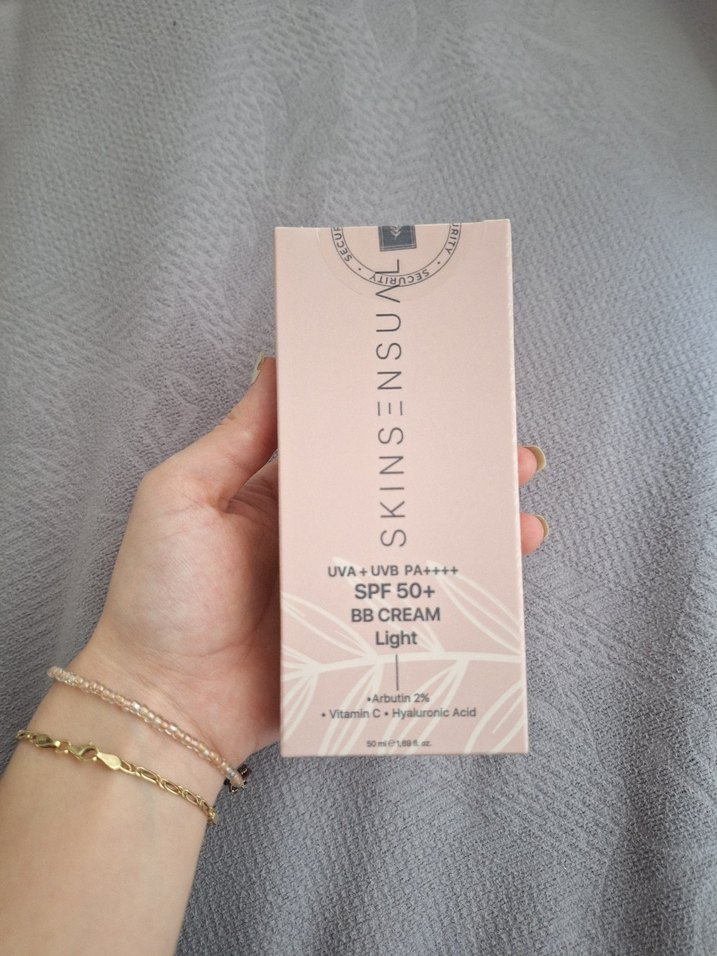 SECURITY • SECURITY • SECURITY
SKINSENSUAL
UVA + UVB PA++++
SPF 50+
BB CREAM
Light
•Arbutin 2%
• Vitamin C • Hyaluronic Acid
50 ml ℮ 1,69 fl. oz.